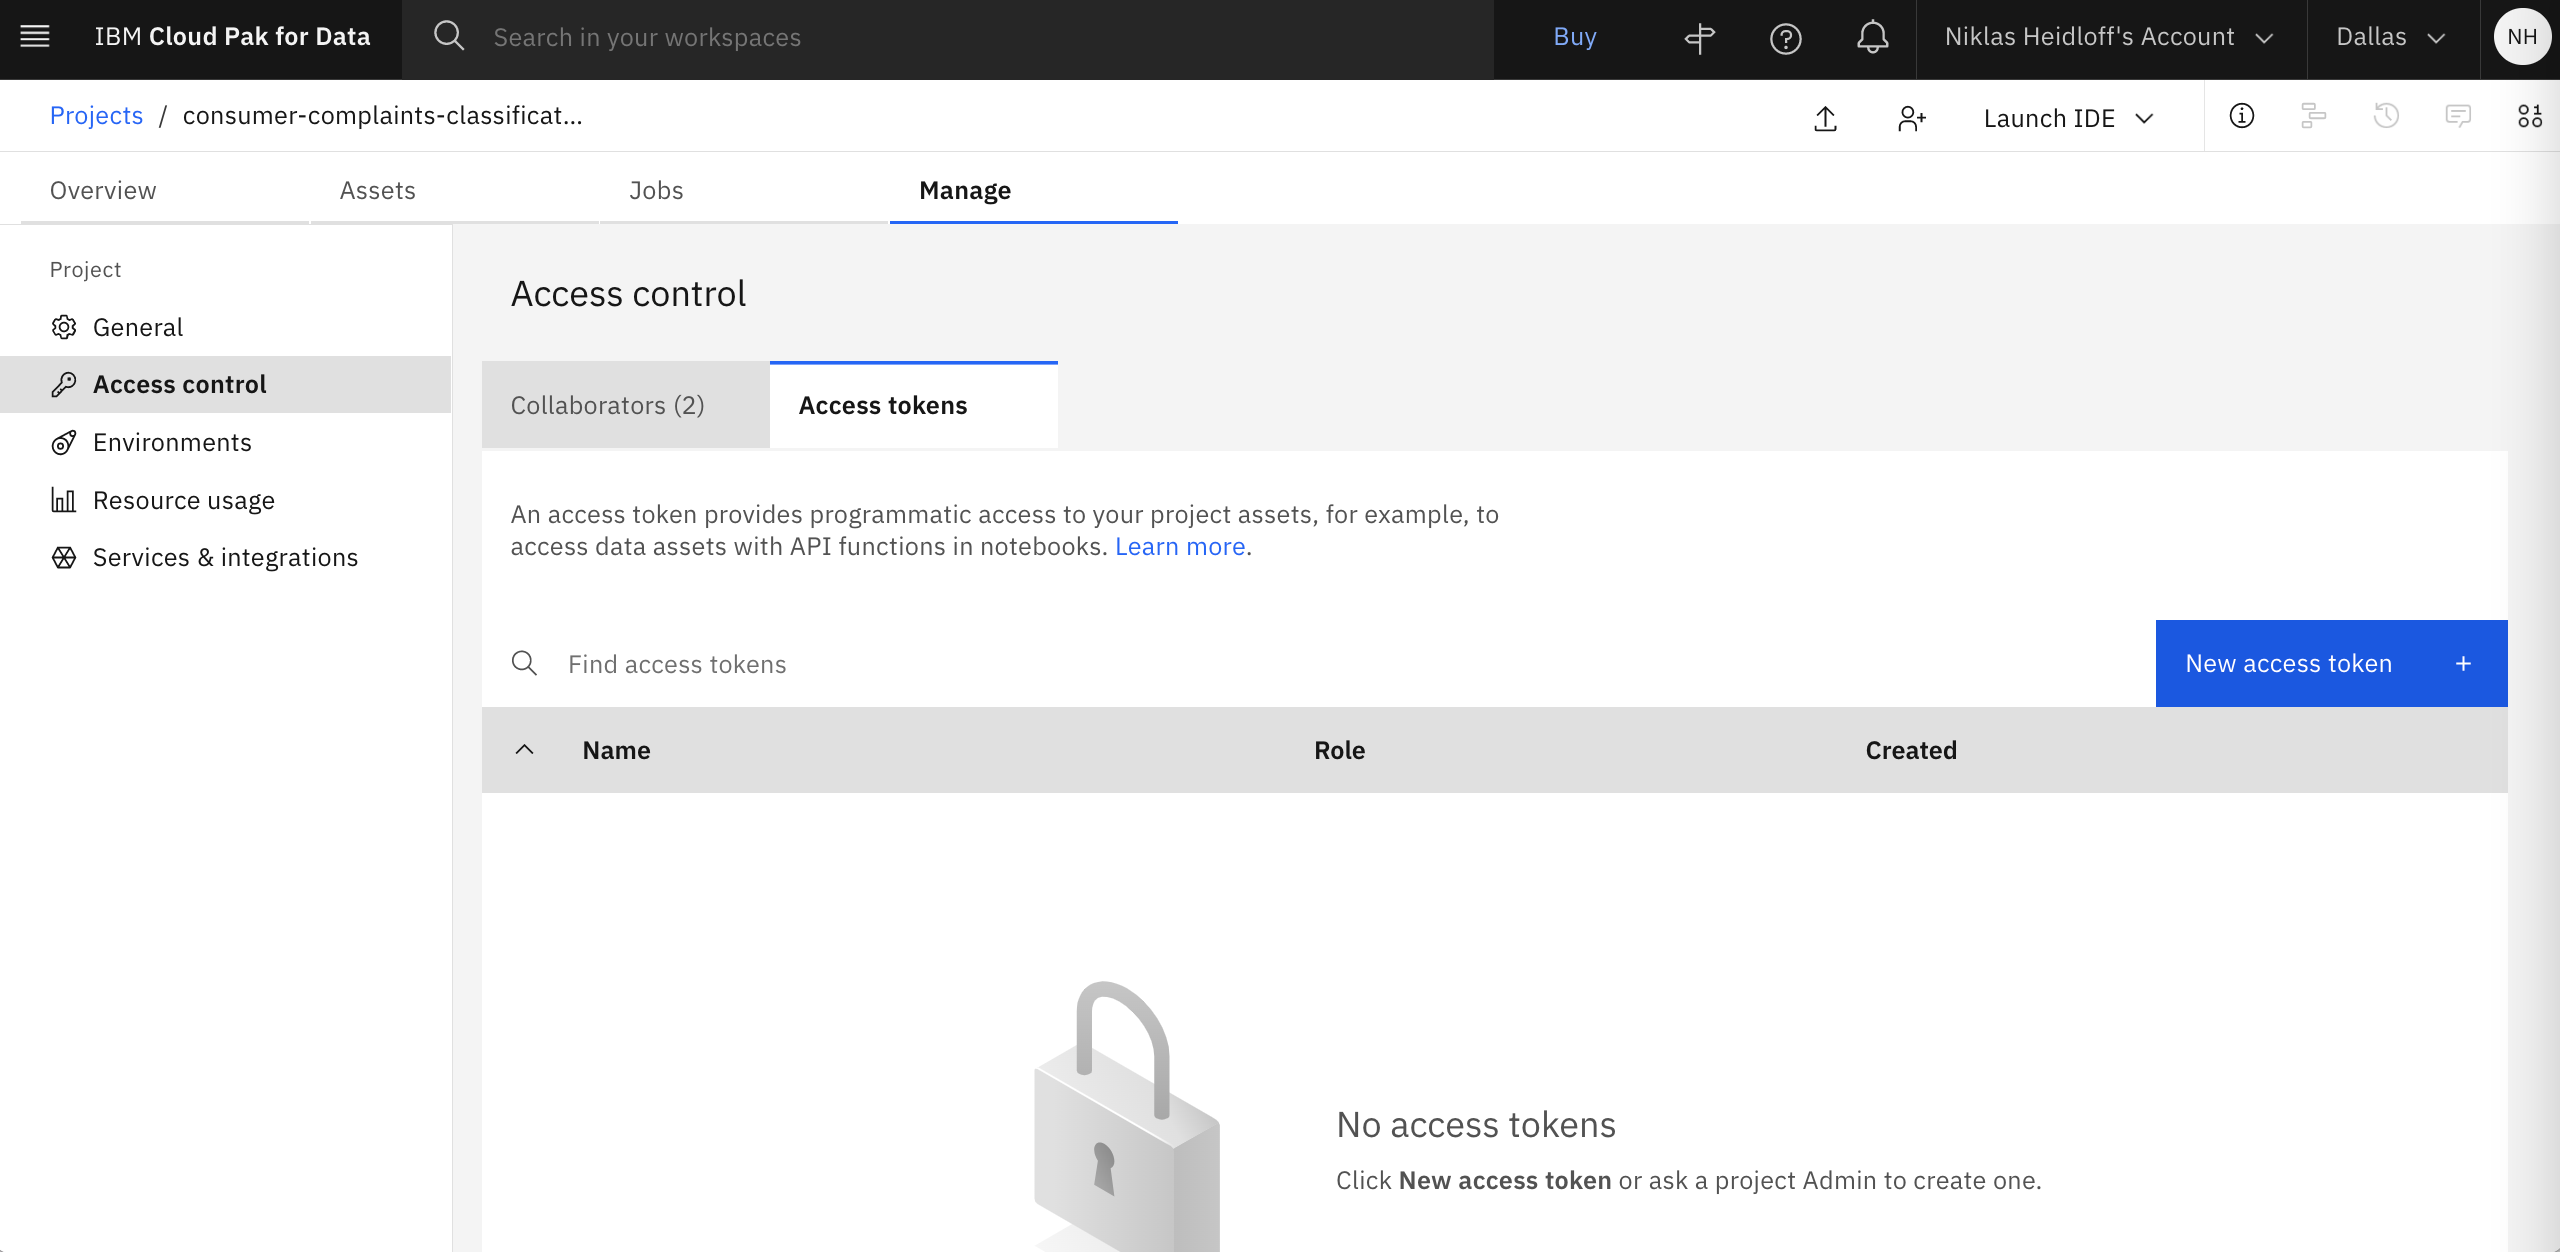 IBM Cloud Pak for Data
Search in your workspaces
Buy
Niklas Heidloff's Account
Dallas
NH
Projects / consumer-complaints-classificat...
Launch IDE
Overview
Assets
Jobs
Manage
Project
General
Access control
Environments
Resource usage
Services & integrations
Access control
Collaborators (2)
Access tokens
An access token provides programmatic access to your project assets, for example, to
access data assets with API functions in notebooks. Learn more.
Find access tokens
New access token +
Name
Role
Created
No access tokens
Click New access token or ask a project Admin to create one.